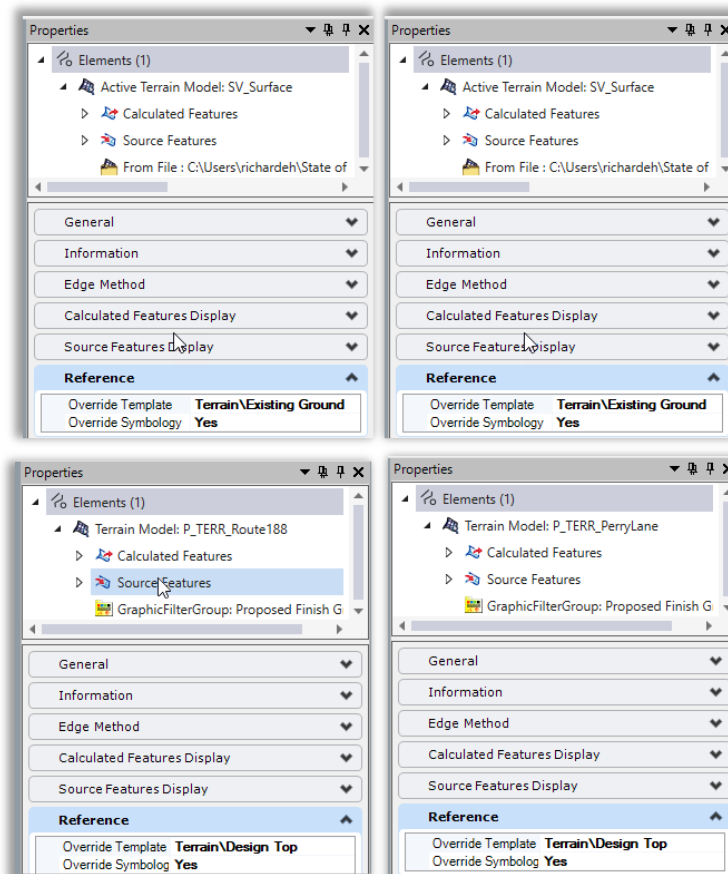 Properties
Elements (1)
Active Terrain Model: SV_Surface
Calculated Features
Source Features
From File : C:\Users\richardeh\State of
General
Information
Edge Method
Calculated Features Display
Source Features Display
Reference
Override Template Terrain\Existing Ground
Override Symbology Yes
Properties
Elements (1)
Active Terrain Model: SV_Surface
Calculated Features
Source Features
From File : C:\Users\richardeh\State of
General
Information
Edge Method
Calculated Features Display
Source Features Display
Reference
Override Template Terrain\Existing Ground
Override Symbology Yes
Properties
Elements (1)
Terrain Model: P_TERR_Route188
Calculated Features
Source Features
GraphicFilterGroup: Proposed Finish G
General
Information
Edge Method
Calculated Features Display
Source Features Display
Reference
Override Template Terrain\Design Top
Override Symbolog Yes
Properties
Elements (1)
Terrain Model: P_TERR_PerryLane
Calculated Features
Source Features
GraphicFilterGroup: Proposed Finish G
General
Information
Edge Method
Calculated Features Display
Source Features Display
Reference
Override Template Terrain\Design Top
Override Symbolog Yes